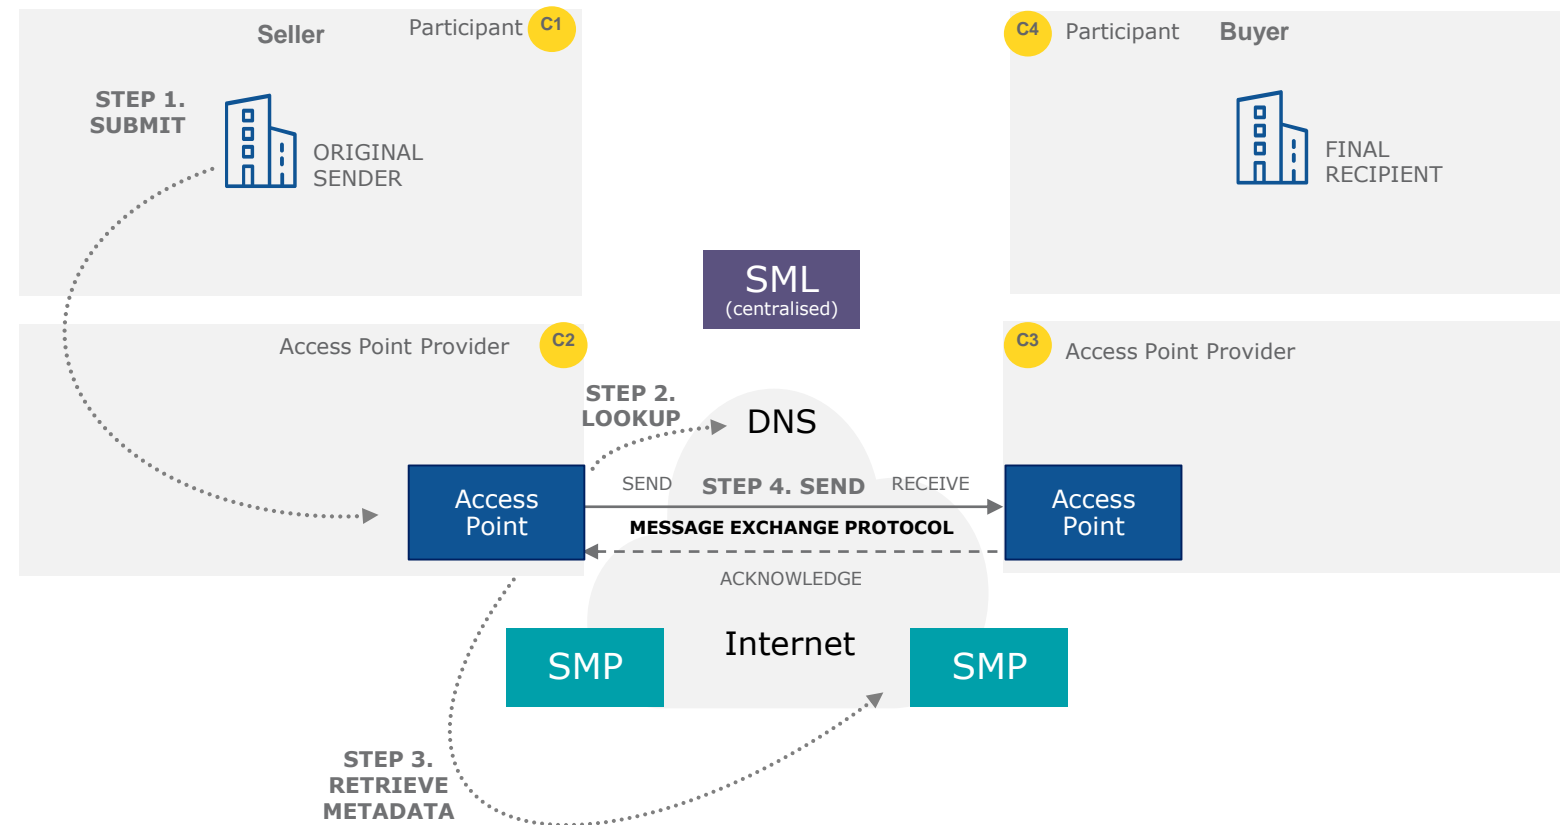 Seller
Participant
C1
STEP 1.
SUBMIT
ORIGINAL
SENDER
C4
Participant
Buyer
FINAL
RECIPIENT
SML
(centralised)
Access Point Provider
C2
C3
Access Point Provider
STEP 2.
LOOKUP
DNS
Access
Point
SEND
STEP 4. SEND
RECEIVE
MESSAGE EXCHANGE PROTOCOL
ACKNOWLEDGE
Access
Point
Internet
SMP
SMP
STEP 3.
RETRIEVE
METADATA